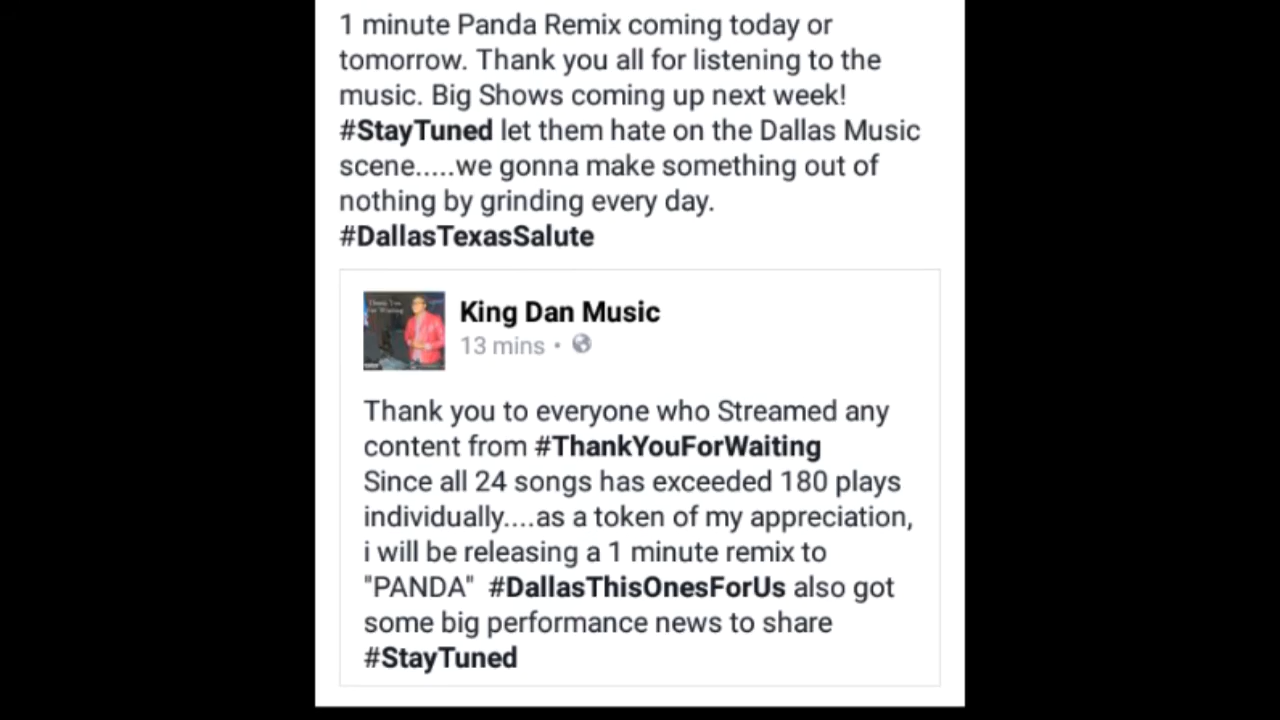 1 minute Panda Remix coming today or
tomorrow. Thank you all for listening to the
music. Big Shows coming up next week!
#StayTuned let them hate on the Dallas Music
scene.....we gonna make something out of
nothing by grinding every day.
#DallasTexasSalute
Thank You
For Waiting
King Dan Music
13 mins •
Thank you to everyone who Streamed any
content from #ThankYouForWaiting
Since all 24 songs has exceeded 180 plays
individually....as a token of my appreciation,
i will be releasing a 1 minute remix to
"PANDA" #DallasThisOnesForUs also got
some big performance news to share
#StayTuned